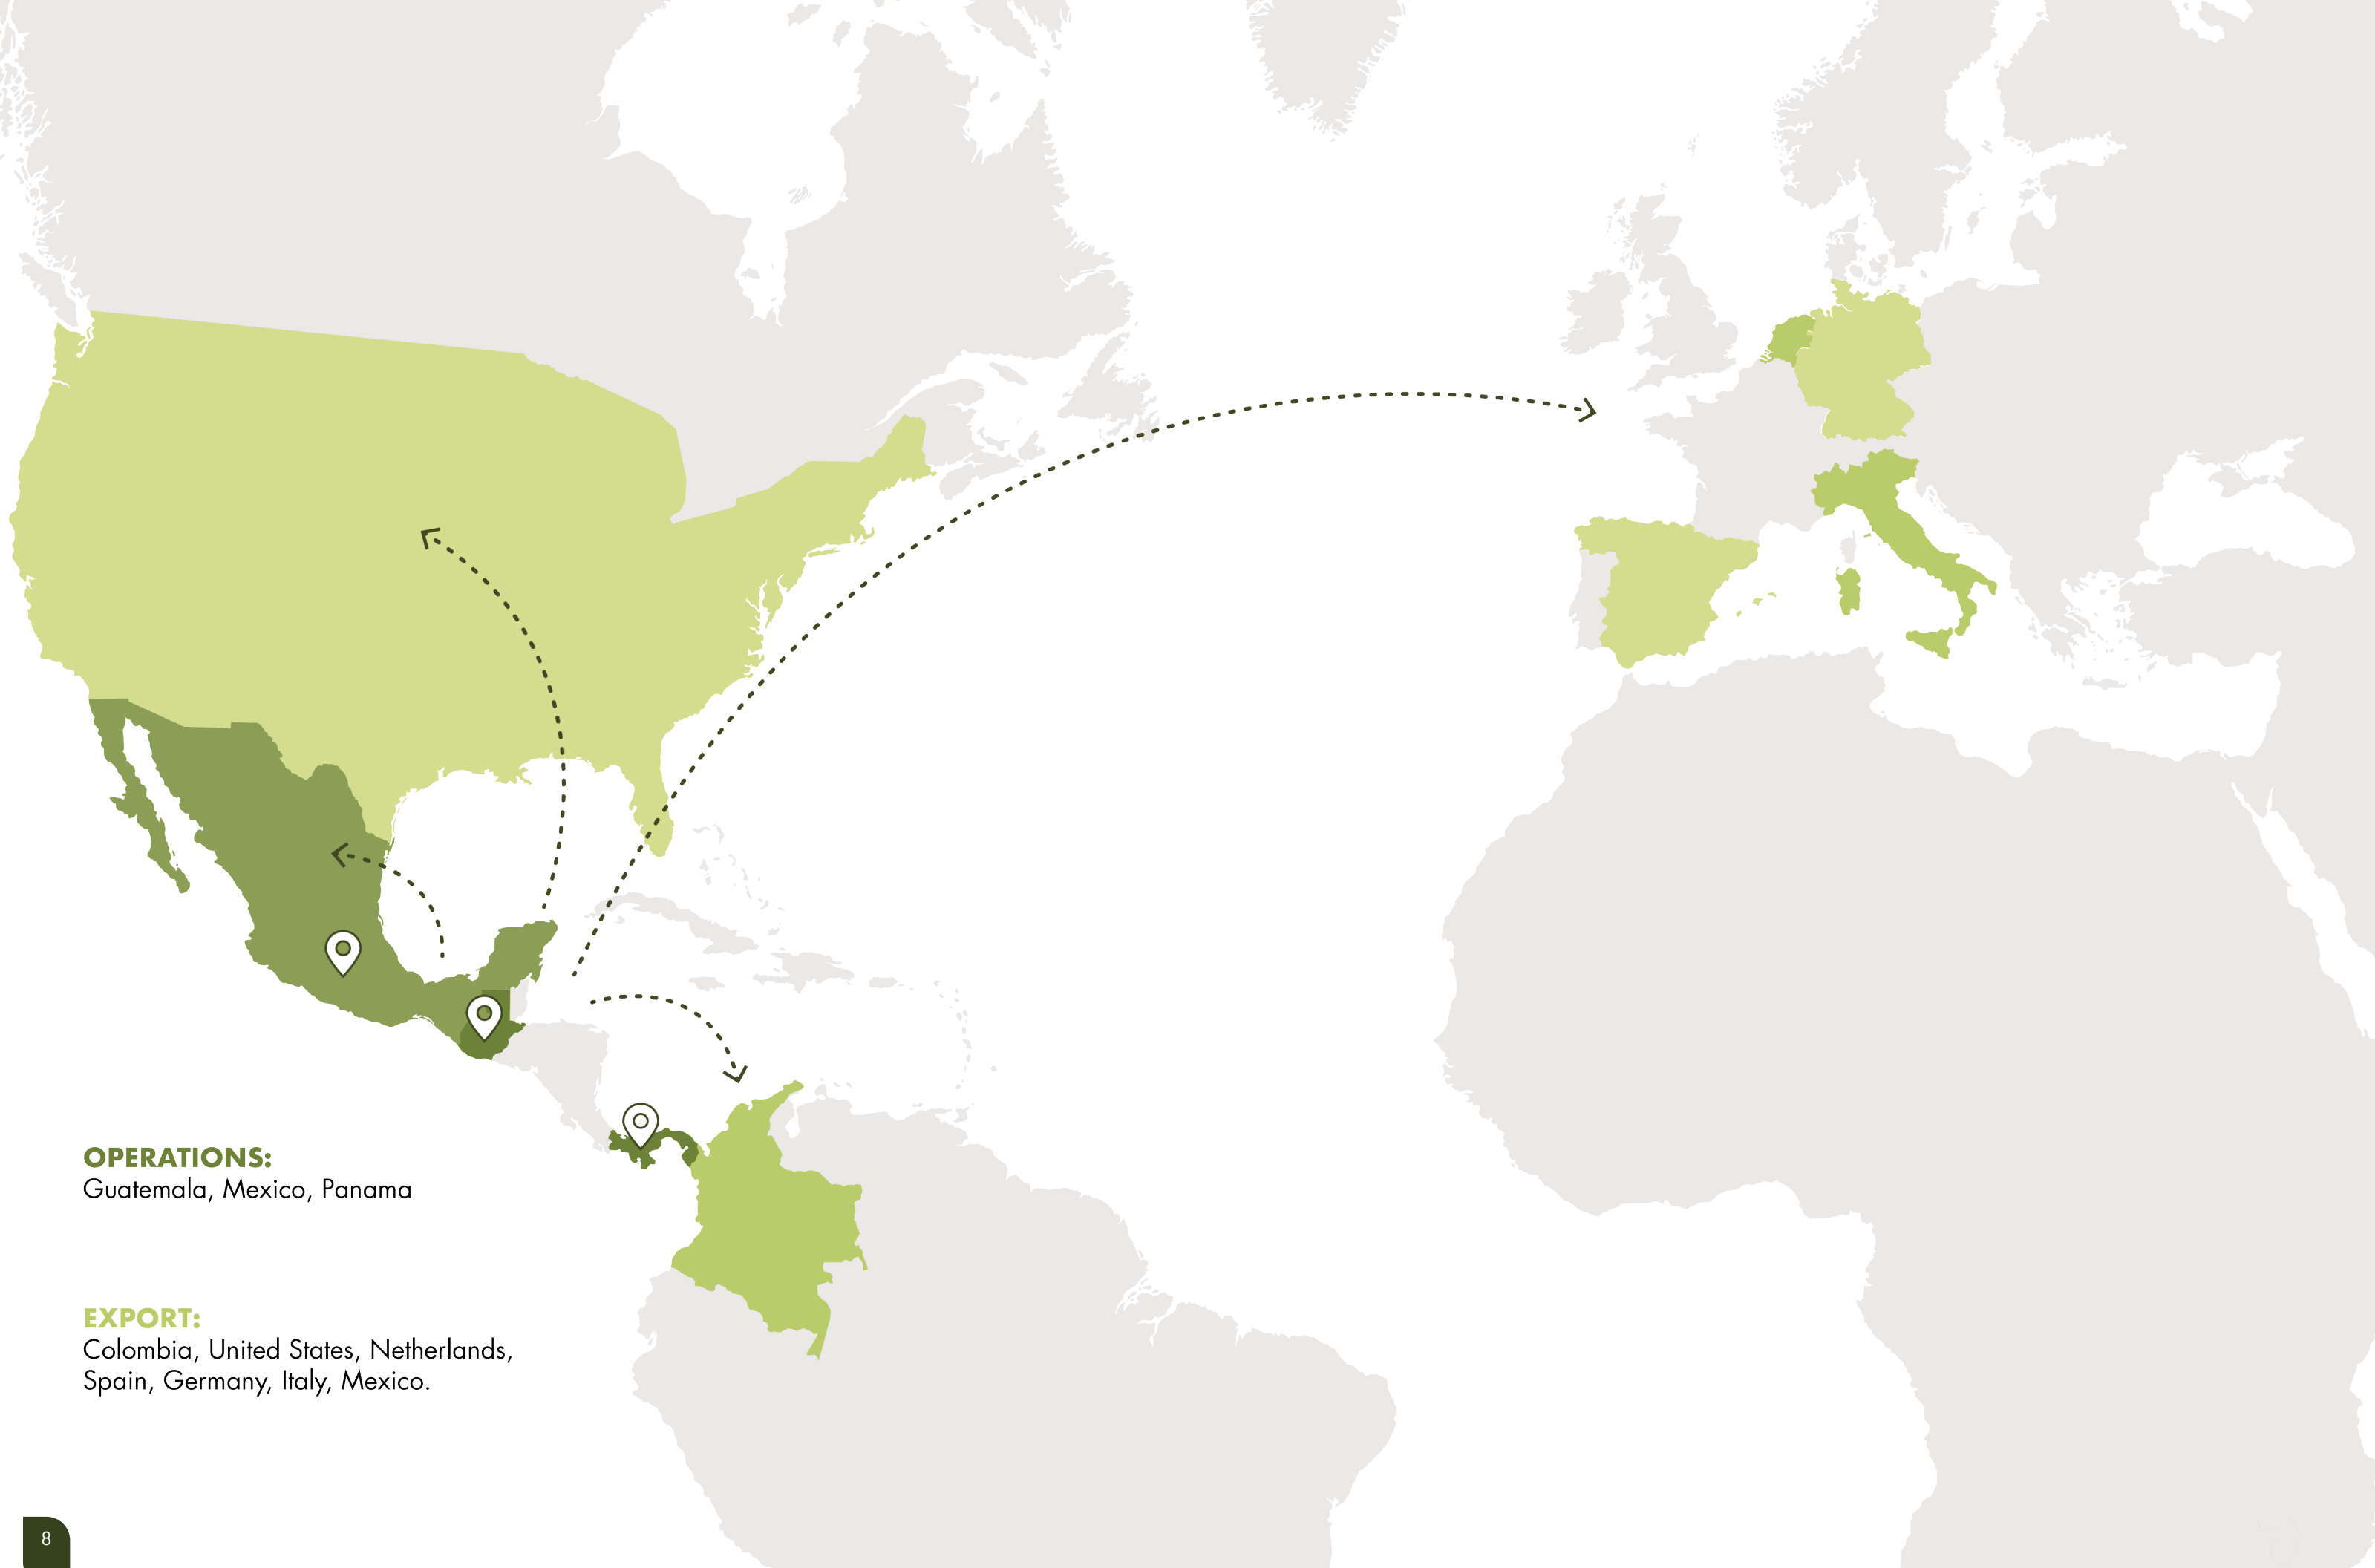 OPERATIONS:
Guatemala, Mexico, Panama
EXPORT:
Colombia, United States, Netherlands,
Spain, Germany, Italy, Mexico.
8